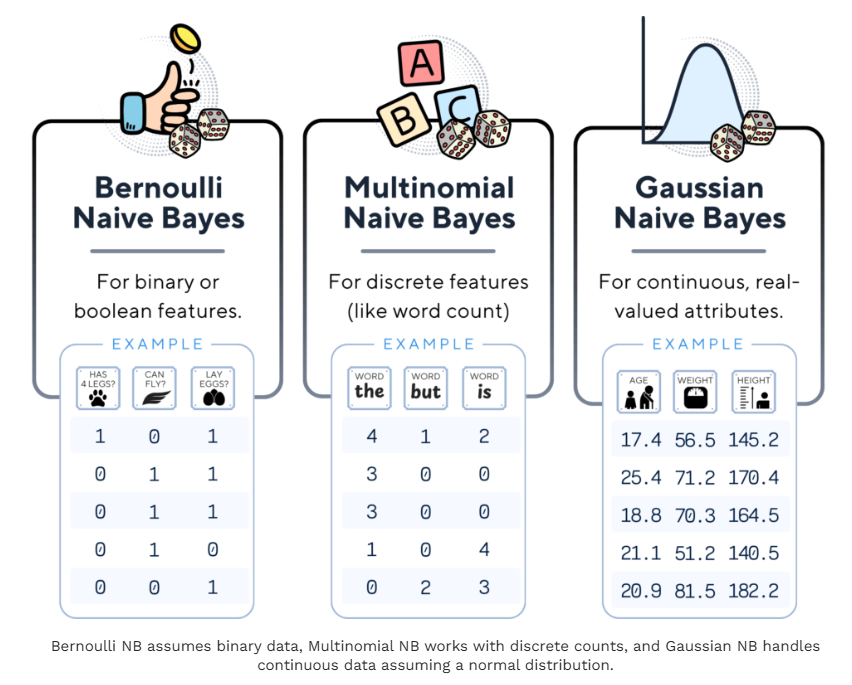 Bernoulli
Naive Bayes
For binary or
boolean features.
EXAMPLE
HAS
4 LEGS?
CAN
FLY?
LAY
EGGS?
1 0 1
0 1 1
0 1 1
0 1 0
0 0 1
A
B
C
Multinomial
Naive Bayes
For discrete features
(like word count)
EXAMPLE
WORD
the
WORD
but
WORD
is
4 1 2
3 0 0
3 0 0
1 0 4
0 2 3
Gaussian
Naive Bayes
For continuous, real-
valued attributes.
EXAMPLE
AGE
WEIGHT
HEIGHT
17.4 56.5 145.2
25.4 71.2 170.4
18.8 70.3 164.5
21.1 51.2 140.5
20.9 81.5 182.2
Bernoulli NB assumes binary data, Multinomial NB works with discrete counts, and Gaussian NB handles
continuous data assuming a normal distribution.